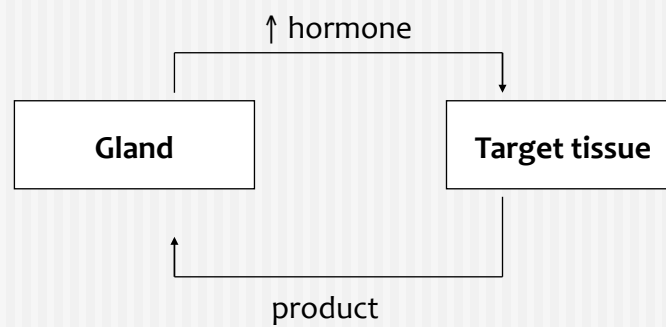 ↑ hormone
Gland
Target tissue
product